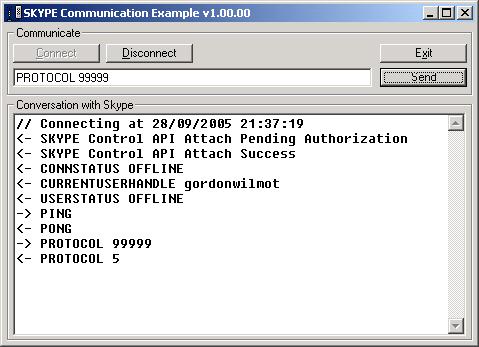 SKYPE Communication Example v1.00.00
Communicate
Connect Disconnect Exit
PROTOCOL 99999 Send
Conversation with Skype
// Connecting at 28/09/2005 21:37:19
<- SKYPE Control API Attach Pending Authorization
<- SKYPE Control API Attach Success
<- CONNSTATUS OFFLINE
<- CURRENTUSERHANDLE gordonwilmot
<- USERSTATUS OFFLINE
-> PING
<- PONG
-> PROTOCOL 99999
<- PROTOCOL 5